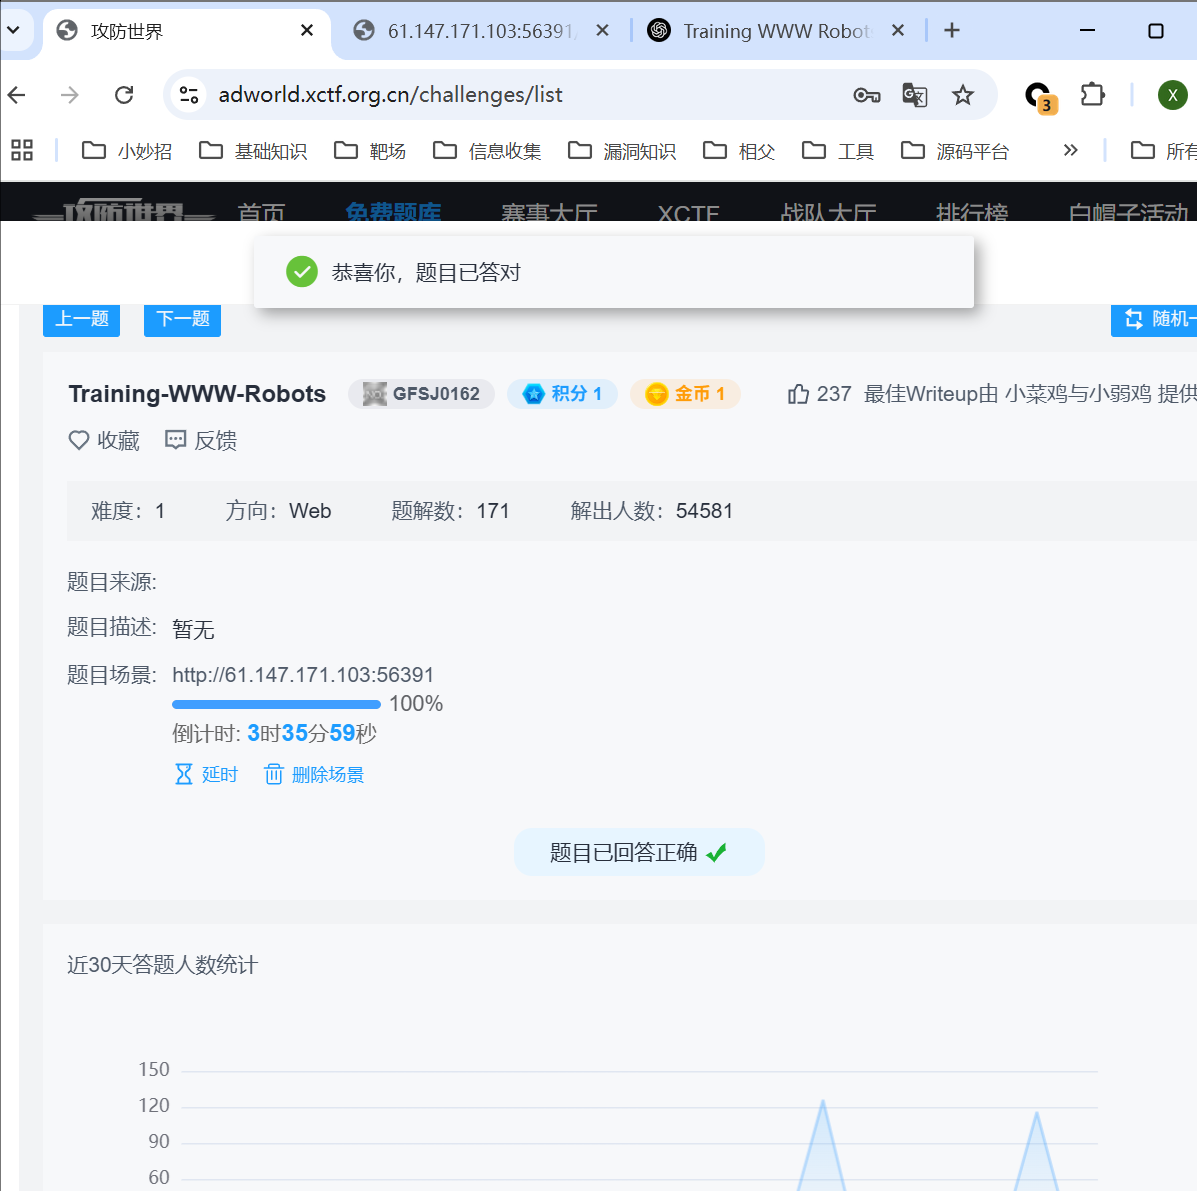 攻防世界
61.147.171.103:56391/
Training WWW Robot
adworld.xctf.org.cn/challenges/list
3
X
小妙招
基础知识
靶场
信息收集
漏洞知识
相父
工具
源码平台
所有
攻防世界
首页
免费题库
赛事大厅
XCTF
战队大厅
排行榜
白帽子活动
恭喜你，题目已答对
上一题
下一题
随机一
Training-WWW-Robots
GFSJ0162
积分 1
金币 1
237
最佳Writeup由 小菜鸡与小弱鸡 提供
收藏
反馈
难度：1
方向：Web
题解数：171
解出人数：54581
题目来源:
题目描述: 暂无
题目场景: http://61.147.171.103:56391
100%
倒计时: 3时35分59秒
延时
删除场景
题目已回答正确
近30天答题人数统计
150
120
90
60